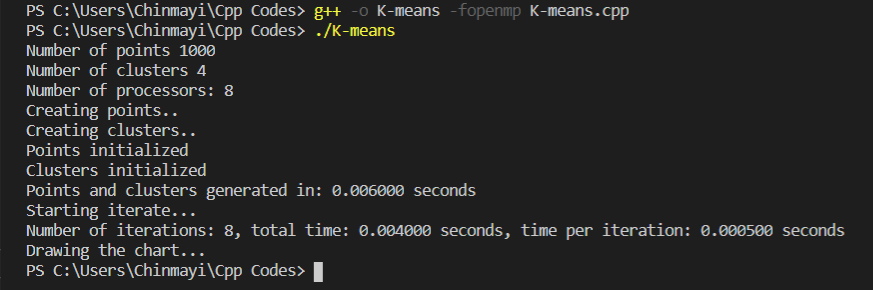 PS C:\Users\Chinmayi\Cpp Codes> g++ -o K-means -fopenmp K-means.cpp
PS C:\Users\Chinmayi\Cpp Codes> ./K-means
Number of points 1000
Number of clusters 4
Number of processors: 8
Creating points..
Creating clusters..
Points initialized
Clusters initialized
Points and clusters generated in: 0.006000 seconds
Starting iterate...
Number of iterations: 8, total time: 0.004000 seconds, time per iteration: 0.000500 seconds
Drawing the chart...
PS C:\Users\Chinmayi\Cpp Codes>